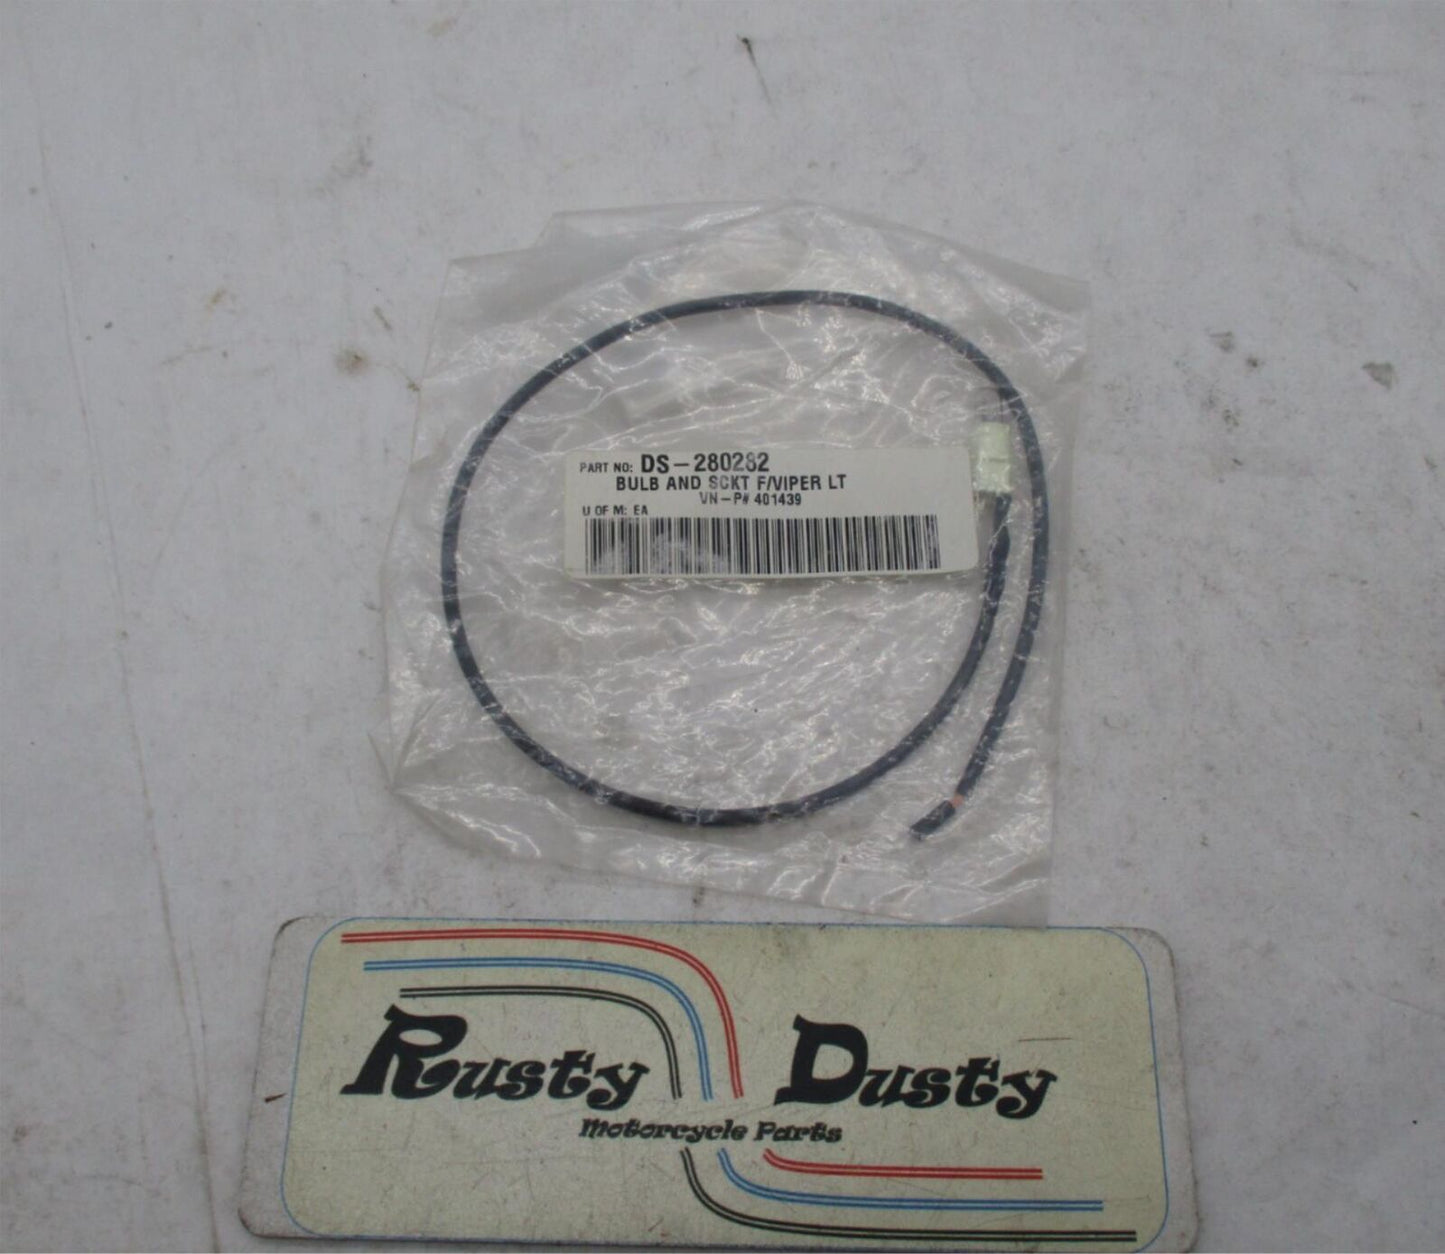 PART NO: DS-280282
BULB AND SCKT F/VIPER LT
VN-P# 401439
U OF M: EA
Rusty Dusty
Motorcycle Parts